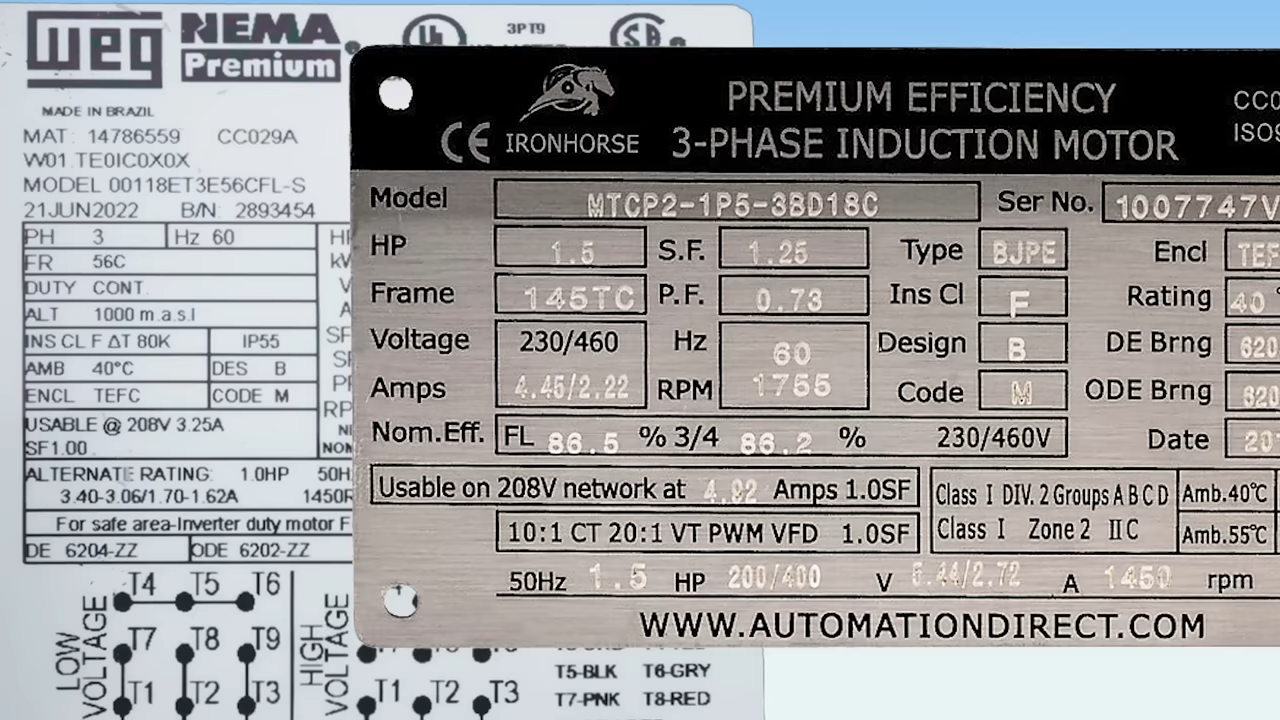 weg NEMA Premium
UL 3PT9
MADE IN BRAZIL
MAT: 14786559 CC029A
W01.TE0IC0X0X
MODEL 00118ET3E56CFL-S
21JUN2022 B/N: 2893454
PH 3 Hz 60
FR 56C
DUTY CONT.
ALT 1000 m.a.s.l
INS CL F ΔT 80K IP55
AMB 40°C DES B
ENCL TEFC CODE M
USABLE @ 208V 3.25A
SF1.00
ALTERNATE RATING: 1.0HP 50H
3.40-3.06/1.70-1.62A 1450R
For safe area-Inverter duty motor F
DE 6204-ZZ ODE 6202-ZZ
LOW VOLTAGE
T4 T5 T6
T7 T8 T9
T1 T2 T3
HIGH VOLTAGE
T1 T2 T3
T5-BLK T6-GRY
T7-PNK T8-RED
CE IRONHORSE
PREMIUM EFFICIENCY
3-PHASE INDUCTION MOTOR
Model MTCP2-1P5-3BD18C Ser No. 1007747V
HP 1.5 S.F. 1.25 Type BJPE Encl TEF
Frame 145TC P.F. 0.73 Ins Cl F Rating 40°
Voltage 230/460 Hz 60 Design B DE Brng 620
Amps 4.45/2.22 RPM 1755 Code M ODE Brng 620
Nom.Eff. FL 86.5 % 3/4 86.2 % 230/460V Date 20
Usable on 208V network at 4.92 Amps 1.0SF
10:1 CT 20:1 VT PWM VFD 1.0SF
Class I DIV. 2 Groups A B C D Amb.40℃
Class I Zone 2 IIC Amb.55℃
50Hz 1.5 HP 200/400 V 5.44/2.72 A 1450 rpm
WWW.AUTOMATIONDIRECT.COM